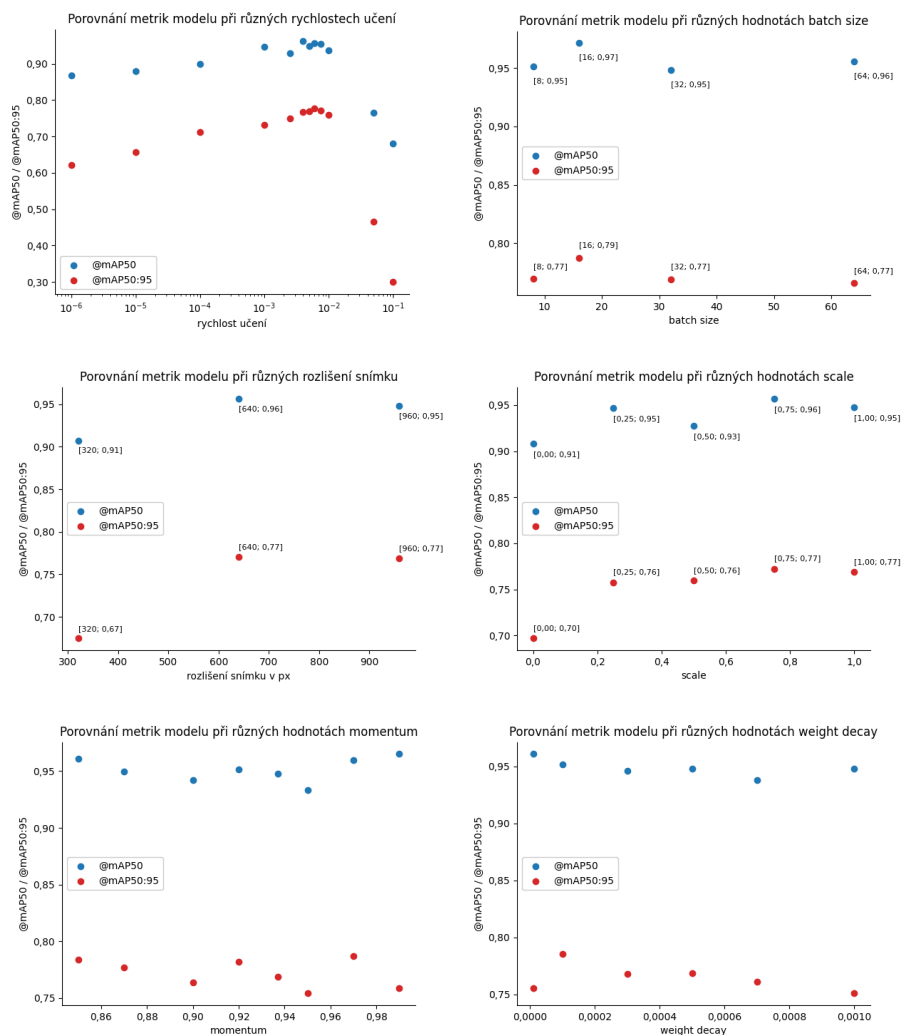 Porovnání metrik modelu při různých rychlostech učení
@mAP50 / @mAP50:95
0,90
0,80
0,70
0,60
0,50
0,40
0,30
@mAP50
@mAP50:95
10⁻⁶ 10⁻⁵ 10⁻⁴ 10⁻³ 10⁻² 10⁻¹
rychlost učení
Porovnání metrik modelu při různých hodnotách batch size
@mAP50 / @mAP50:95
0,95
0,90
0,85
0,80
[8; 0,95]
[16; 0,97]
[32; 0,95]
[64; 0,96]
@mAP50
@mAP50:95
[8; 0,77]
[16; 0,79]
[32; 0,77]
[64; 0,77]
10 20 30 40 50 60
batch size
Porovnání metrik modelu při různých rozlišení snímku
@mAP50 / @mAP50:95
0,95
0,90
0,85
0,80
0,75
0,70
[320; 0,91]
[640; 0,96]
[960; 0,95]
@mAP50
@mAP50:95
[320; 0,67]
[640; 0,77]
[960; 0,77]
300 400 500 600 700 800 900
rozlišení snímku v px
Porovnání metrik modelu při různých hodnotách scale
@mAP50 / @mAP50:95
0,95
0,90
0,85
0,80
0,75
0,70
[0,00; 0,91]
[0,25; 0,95]
[0,50; 0,93]
[0,75; 0,96]
[1,00; 0,95]
@mAP50
@mAP50:95
[0,00; 0,70]
[0,25; 0,76]
[0,50; 0,76]
[0,75; 0,77]
[1,00; 0,77]
0,0 0,2 0,4 0,6 0,8 1,0
scale
Porovnání metrik modelu při různých hodnotách momentum
@mAP50 / @mAP50:95
0,95
0,90
0,85
0,80
0,75
@mAP50
@mAP50:95
0,86 0,88 0,90 0,92 0,94 0,96 0,98
momentum
Porovnání metrik modelu při různých hodnotách weight decay
@mAP50 / @mAP50:95
0,95
0,90
0,85
0,80
0,75
@mAP50
@mAP50:95
0,0000 0,0002 0,0004 0,0006 0,0008 0,0010
weight decay